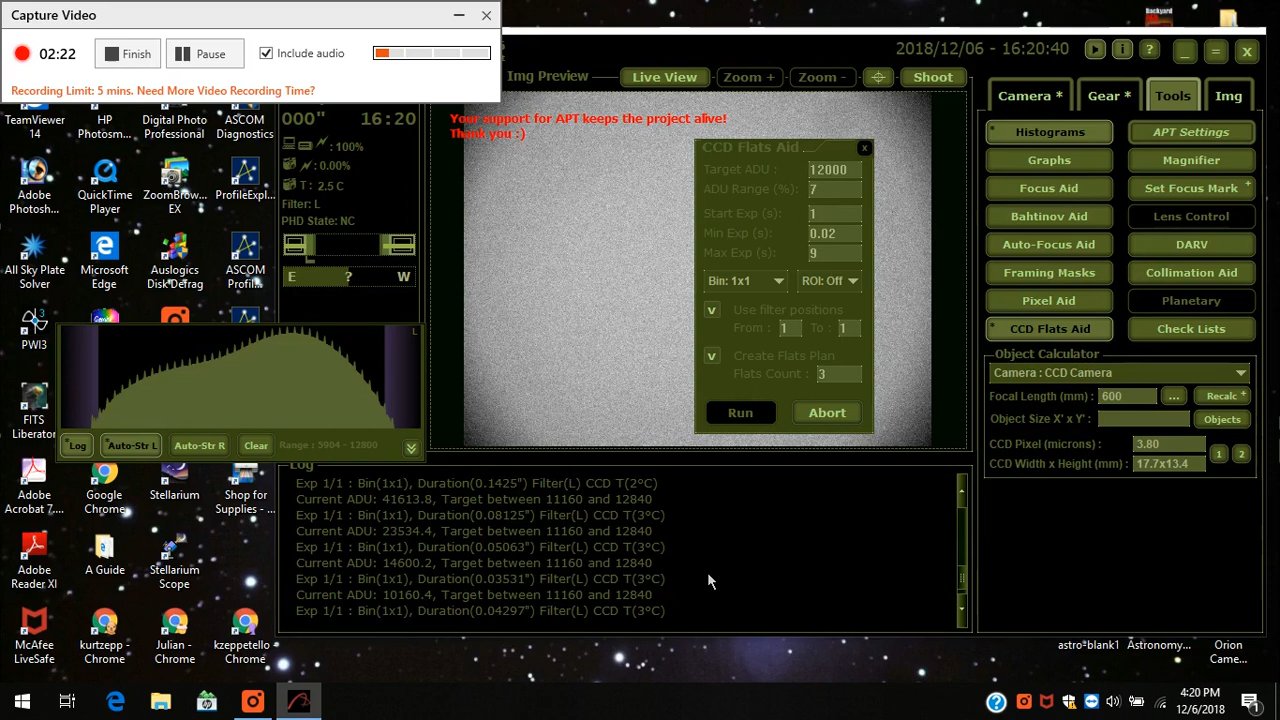 Capture Video
02:22
Finish
Pause
Include audio
Recording Limit: 5 mins. Need More Video Recording Time?
2018/12/06 - 16:20:40
Img Preview
Live View
Zoom +
Zoom -
Shoot
Camera *
Gear *
Tools
Img
Your support for APT keeps the project alive!
Thank you :)
000"
16:20
: 100%
: 0.00%
T : 2.5 C
Filter: L
PHD State: NC
E
?
W
CCD Flats Aid
Target ADU : 12000
ADU Range (%): 7
Start Exp (s): 1
Min Exp (s): 0.02
Max Exp (s): 9
Bin: 1x1
ROI: Off
Use filter positions
From : 1 To : 1
Create Flats Plan
Flats Count : 3
Run
Abort
Histograms
APT Settings
Graphs
Magnifier
Focus Aid
Set Focus Mark +
Bahtinov Aid
Lens Control
Auto-Focus Aid
DARV
Framing Masks
Collimation Aid
Pixel Aid
Planetary
CCD Flats Aid
Check Lists
Object Calculator
Camera : CCD Camera
Focal Length (mm) : 600
...
Recalc +
Object Size X' x Y':
Objects
CCD Pixel (microns) : 3.80
CCD Width x Height (mm) : 17.7x13.4
1
2
L
Log
Auto-Str L
Auto-Str R
Clear
Range : 5904 - 12800
Log
Exp 1/1 : Bin(1x1), Duration(0.1425") Filter(L) CCD T(2°C)
Current ADU: 41613.8, Target between 11160 and 12840
Exp 1/1 : Bin(1x1), Duration(0.08125") Filter(L) CCD T(3°C)
Current ADU: 23534.4, Target between 11160 and 12840
Exp 1/1 : Bin(1x1), Duration(0.05063") Filter(L) CCD T(3°C)
Current ADU: 14600.2, Target between 11160 and 12840
Exp 1/1 : Bin(1x1), Duration(0.03531") Filter(L) CCD T(3°C)
Current ADU: 10160.4, Target between 11160 and 12840
Exp 1/1 : Bin(1x1), Duration(0.04297") Filter(L) CCD T(3°C)
TeamViewer
14
HP
Photosm...
Digital Photo
Professional
ASCOM
Diagnostics
Adobe
Photosh...
QuickTime
Player
ZoomBrow...
EX
ProfileExpl...
All Sky Plate
Solver
Microsoft
Edge
Auslogics
Disk Defrag
ASCOM
Profil...
PWI3
FITS
Liberator
Adobe
Acrobat 7...
Google
Chrome
Stellarium
Shop for
Supplies - ...
Adobe
Reader XI
A Guide
Stellarium
Scope
McAfee
LiveSafe
kurtzepp -
Chrome
Julian -
Chrome
kzeppetello
- Chrome
astro*blank1
Astronomy...
Orion
Came...
4:20 PM
12/6/2018
1